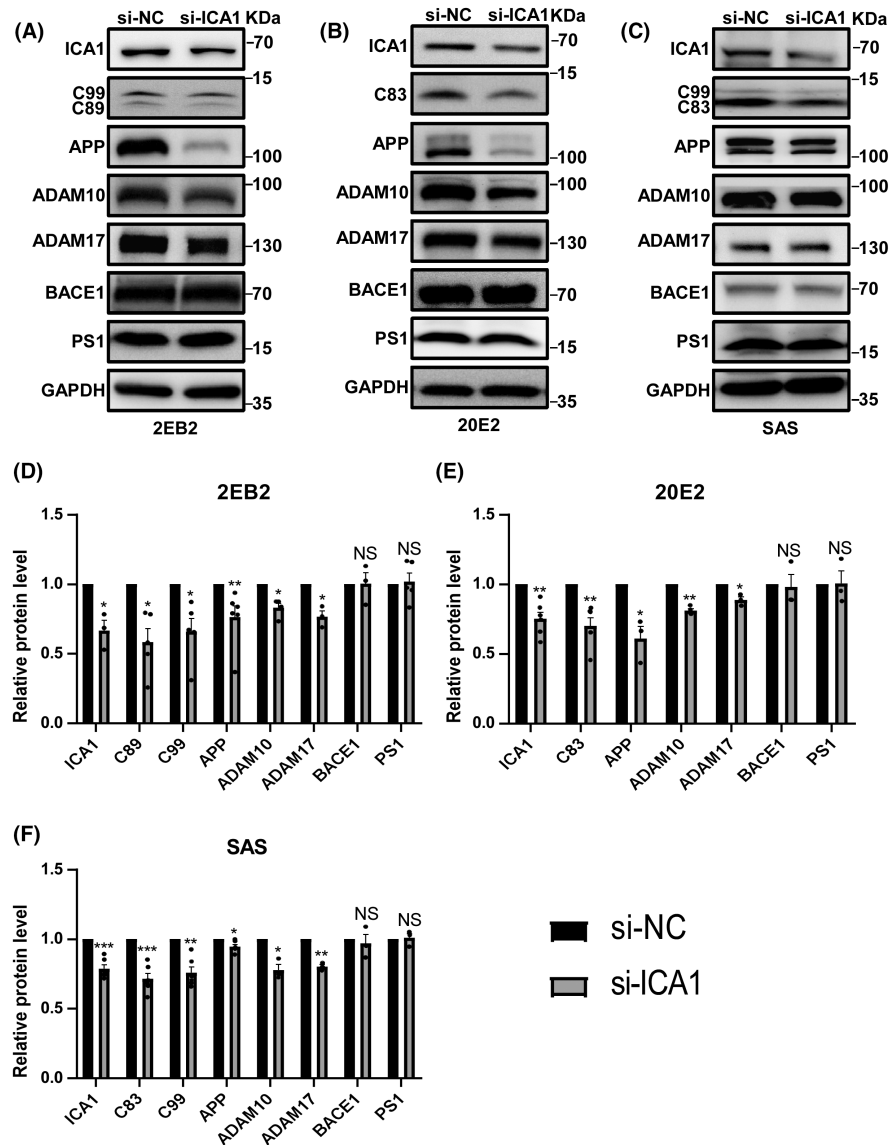 (A) si-NC si-ICA1 KDa
ICA1 –70
–15
C99
C89
APP –100
–100
ADAM10
ADAM17 –130
BACE1 –70
PS1 –15
GAPDH –35
2EB2
(B) si-NC si-ICA1 KDa
ICA1 –70
–15
C83
APP –100
–100
ADAM10
ADAM17 –130
BACE1 –70
PS1 –15
GAPDH –35
20E2
(C) si-NC si-ICA1 KDa
ICA1 –70
–15
C99
C83
APP –100
–100
ADAM10
ADAM17 –130
BACE1 –70
PS1 –15
GAPDH –35
SAS
(D)
2EB2
Relative protein level
1.5
1.0
0.5
0.0
* * * ** * * NS NS
ICA1 C89 C99 APP ADAM10 ADAM17 BACE1 PS1
(E)
20E2
Relative protein level
1.5
1.0
0.5
0.0
** ** * ** * NS NS
ICA1 C83 APP ADAM10 ADAM17 BACE1 PS1
(F)
SAS
Relative protein level
1.5
1.0
0.5
0.0
*** *** ** * * ** NS NS
ICA1 C83 C99 APP ADAM10 ADAM17 BACE1 PS1
si-NC
si-ICA1